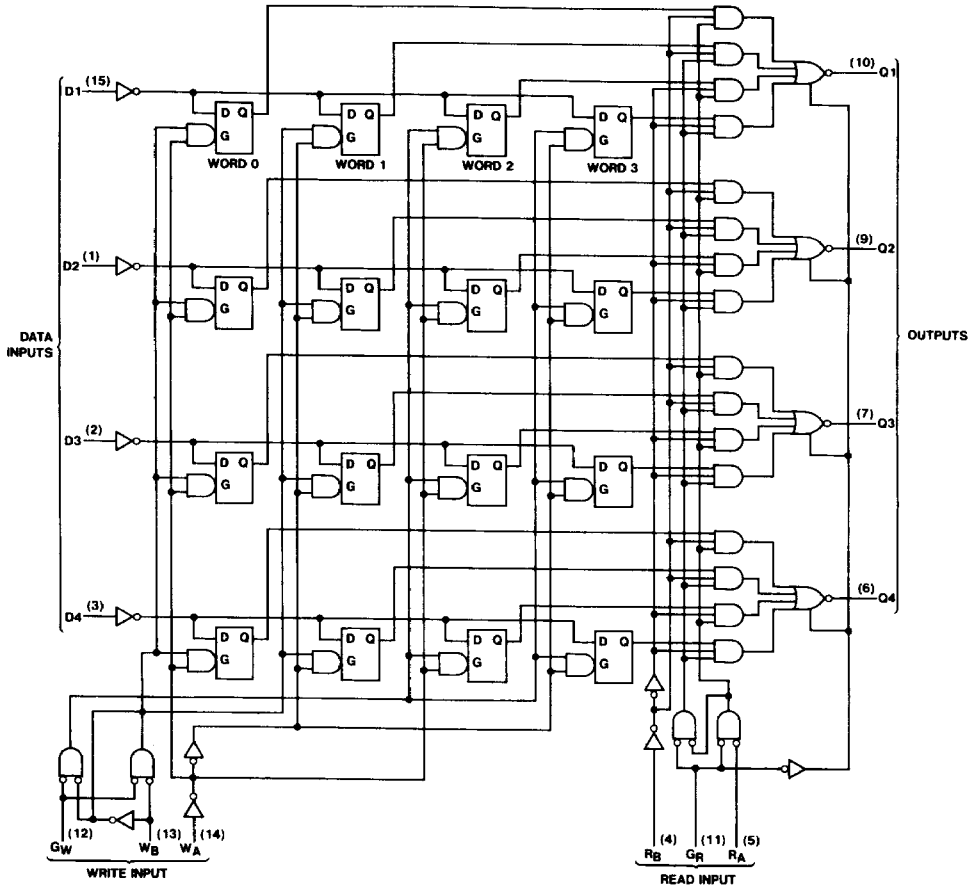 (10) Q1
D1 (15)
D Q
G
WORD 0
D Q
G
WORD 1
D Q
G
WORD 2
D Q
G
WORD 3
(9) Q2
D2 (1)
D Q
G
D Q
G
D Q
G
D Q
G
DATA
INPUTS
OUTPUTS
(7) Q3
D3 (2)
D Q
G
D Q
G
D Q
G
D Q
G
(6) Q4
D4 (3)
D Q
G
D Q
G
D Q
G
D Q
G
GW (12)
WB (13)
WA (14)
WRITE INPUT
RB (4)
GR (11)
RA (5)
READ INPUT